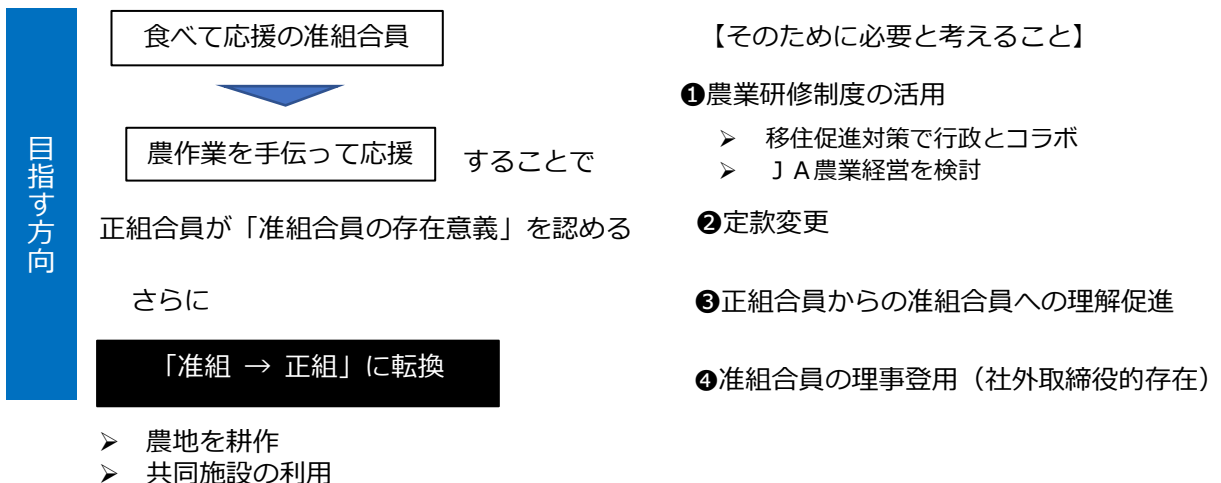 目指す方向
食べて応援の准組合員
農作業を手伝って応援 することで
正組合員が「准組合員の存在意義」を認める
さらに
「准組 → 正組」に転換
➢ 農地を耕作
➢ 共同施設の利用
【そのために必要と考えること】
❶農業研修制度の活用
➢ 移住促進対策で行政とコラボ
➢ ＪＡ農業経営を検討
❷定款変更
❸正組合員からの准組合員への理解促進
❹准組合員の理事登用（社外取締役的存在）